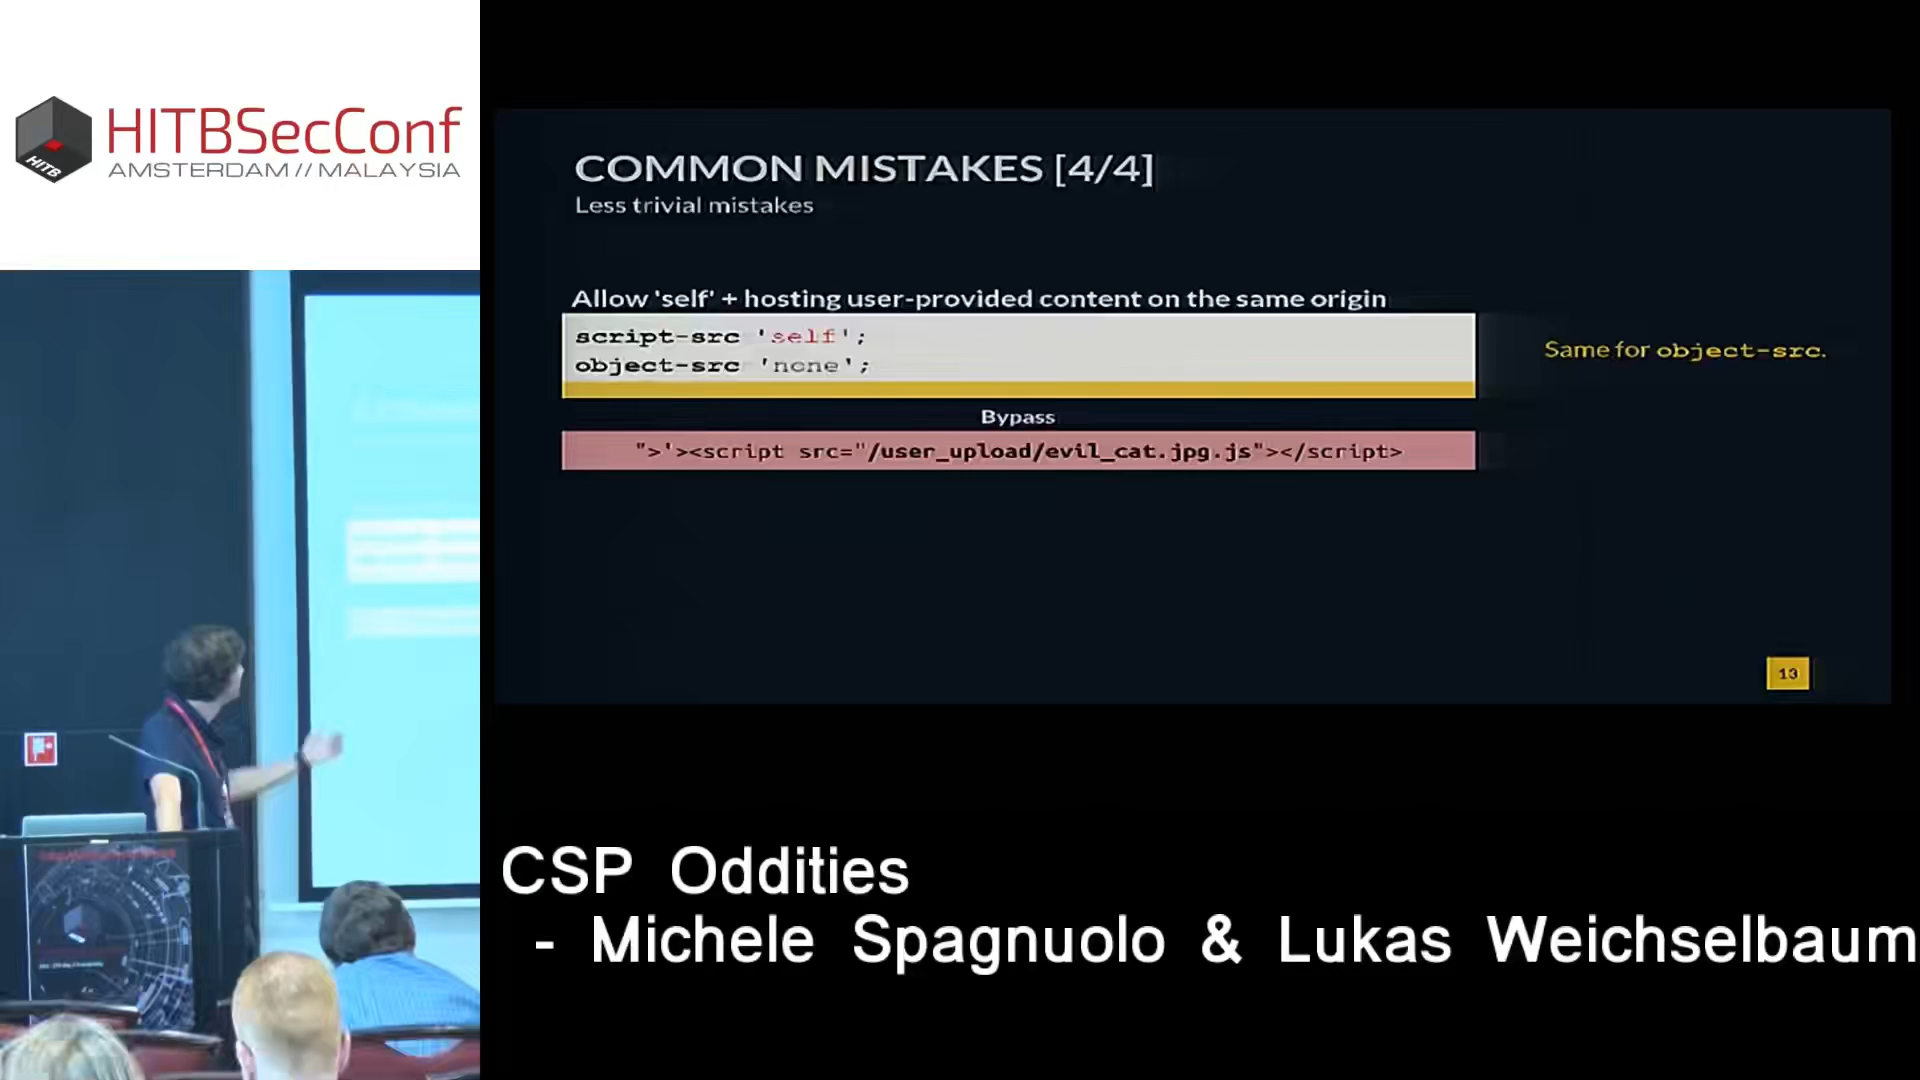 HITBSecConf
AMSTERDAM // MALAYSIA
HITB
COMMON MISTAKES [4/4]
Less trivial mistakes
Allow 'self' + hosting user-provided content on the same origin
script-src 'self';
object-src 'none';
Same for object-src.
Bypass
">'><script src="/user_upload/evil_cat.jpg.js"></script>
13
CSP Oddities
- Michele Spagnuolo & Lukas Weichselbaum